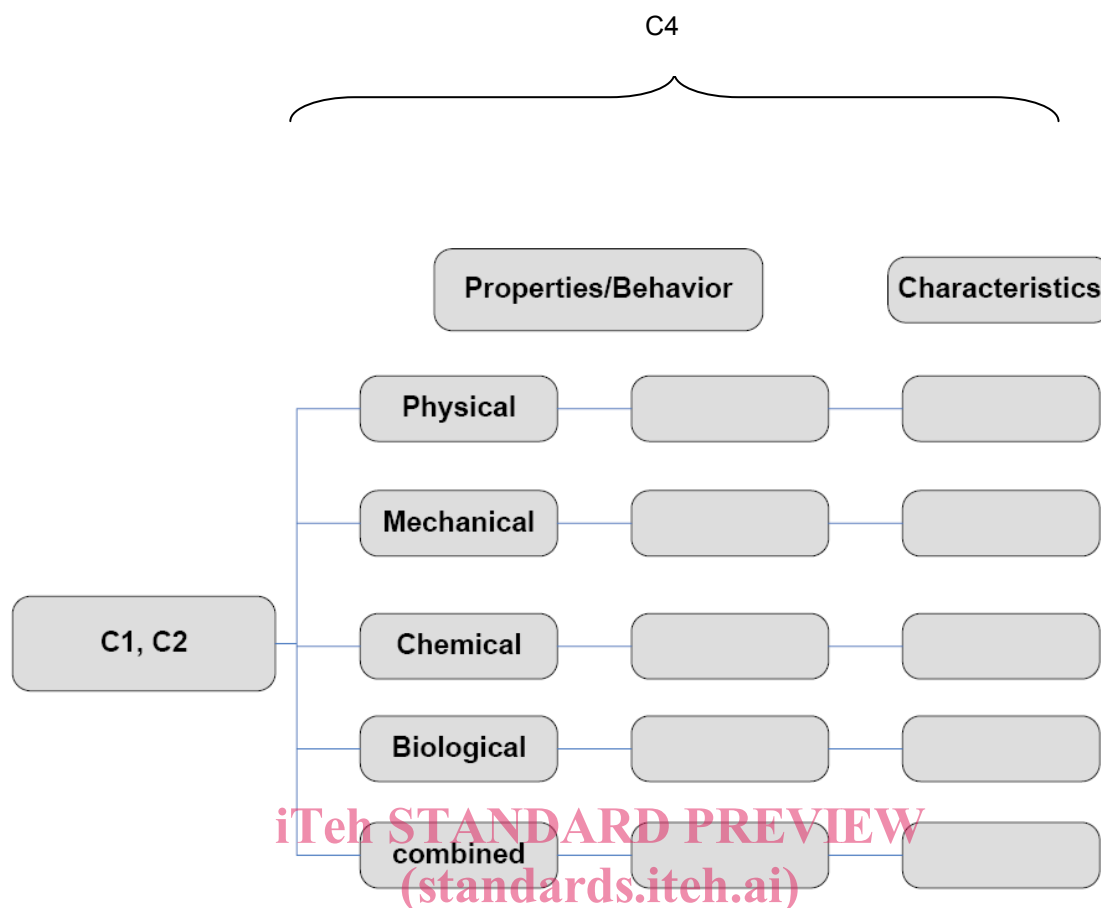 C4
Properties/Behavior
Characteristics
Physical
Mechanical
C1, C2
Chemical
Biological
iTeh STANDARD PREVIEW
combined
(standards.iteh.ai)